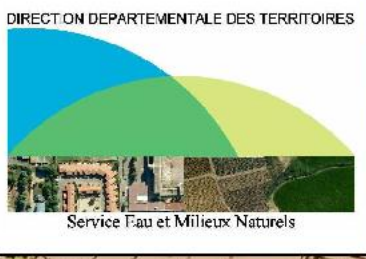 DIRECTION DEPARTEMENTALE DES TERRITOIRES
Service Eau et Milieux Naturels